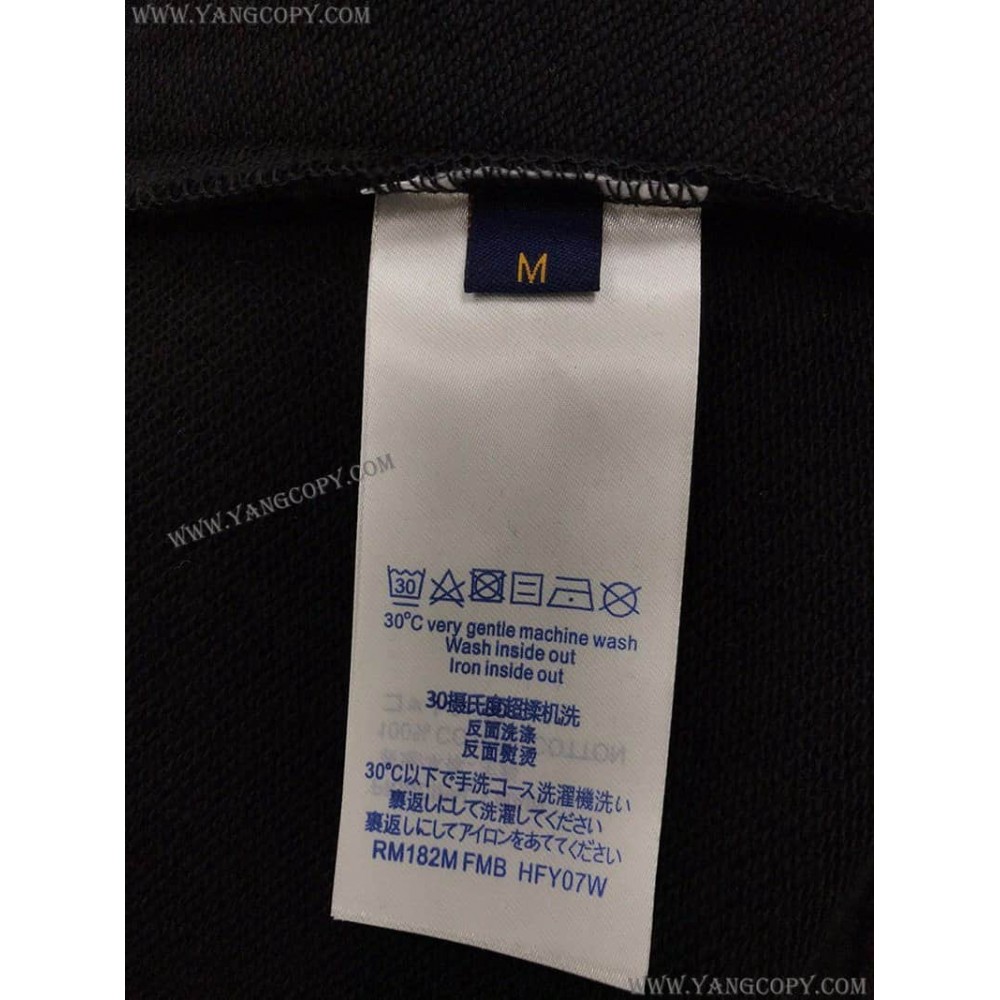 WWW.YANGCOPY.COM
M
WWW.YANGCOPY.COM
30
30°C very gentle machine wash
Wash inside out
Iron inside out
30摄氏度超揉机洗
反面洗涤
反面熨烫
100% CO COTTON
30℃以下で手洗コース洗濯機洗い
裏返しにして洗濯してください
裏返しにしてアイロンをあててください
RM182M FMB HFY07W
WWW.YANGCOPY.COM